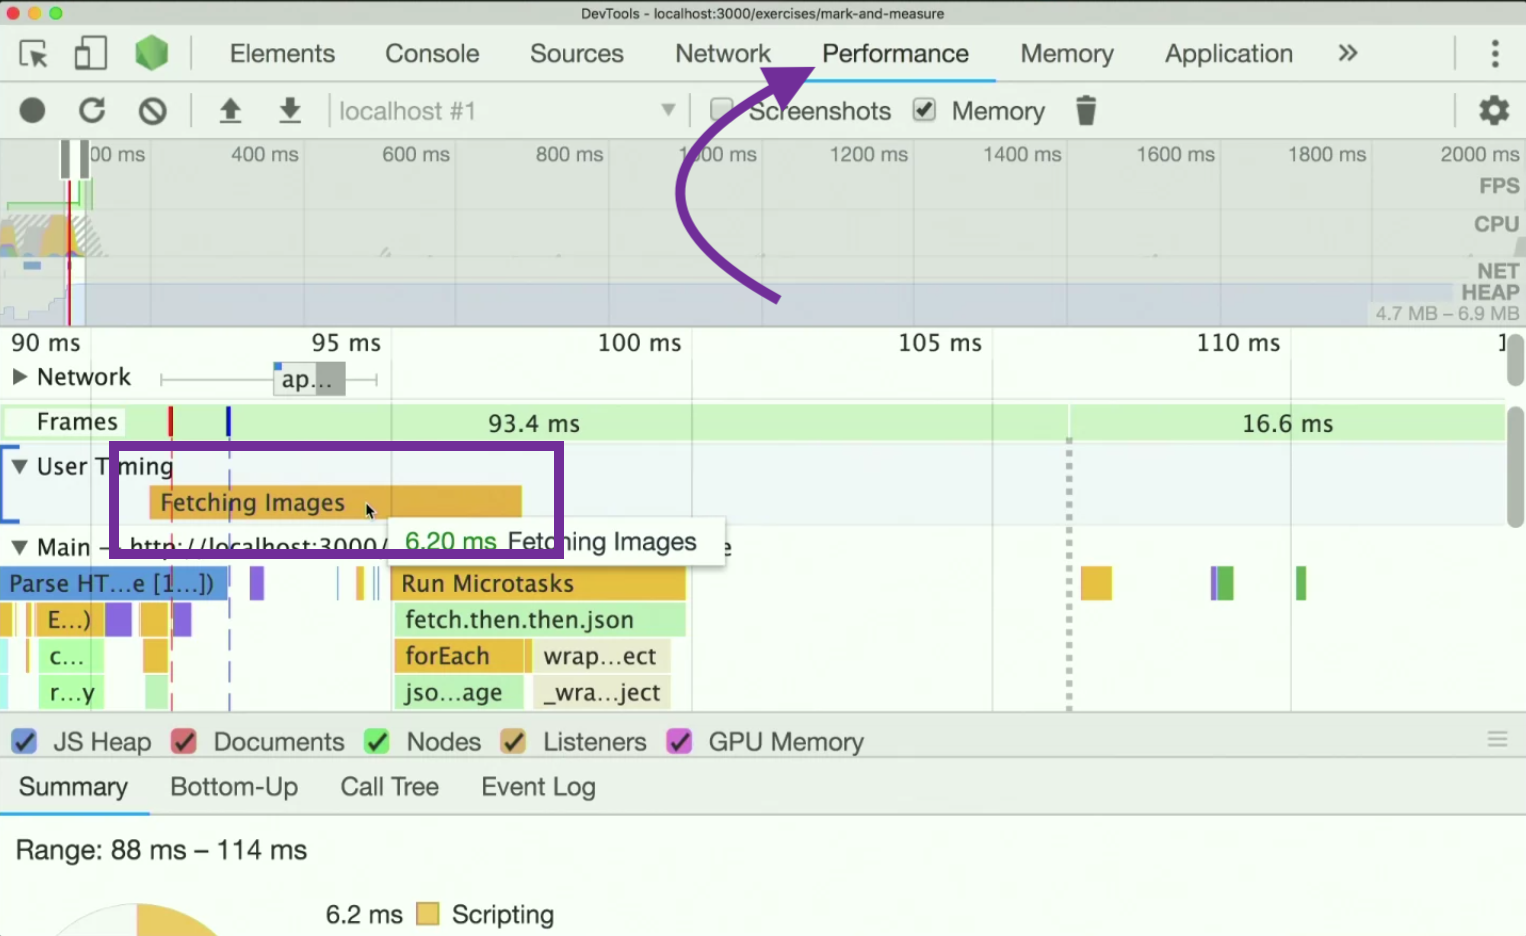 DevTools - localhost:3000/exercises/mark-and-measure
Elements Console Sources Network Performance Memory Application »
localhost #1 Screenshots Memory
00 ms 400 ms 600 ms 800 ms 1000 ms 1200 ms 1400 ms 1600 ms 1800 ms 2000 ms
FPS
CPU
NET
HEAP
4.7 MB – 6.9 MB
90 ms 95 ms 100 ms 105 ms 110 ms 1
Network ap...
Frames 93.4 ms 16.6 ms
User Timing
Fetching Images
6.20 ms Fetching Images
Main — http://localhost:3000/ e
Parse HT...e [1...]) Run Microtasks
E...) fetch.then.then.json
c... forEach wrap...ect
r...y jso...age _wra...ject
JS Heap Documents Nodes Listeners GPU Memory
Summary Bottom-Up Call Tree Event Log
Range: 88 ms – 114 ms
6.2 ms Scripting